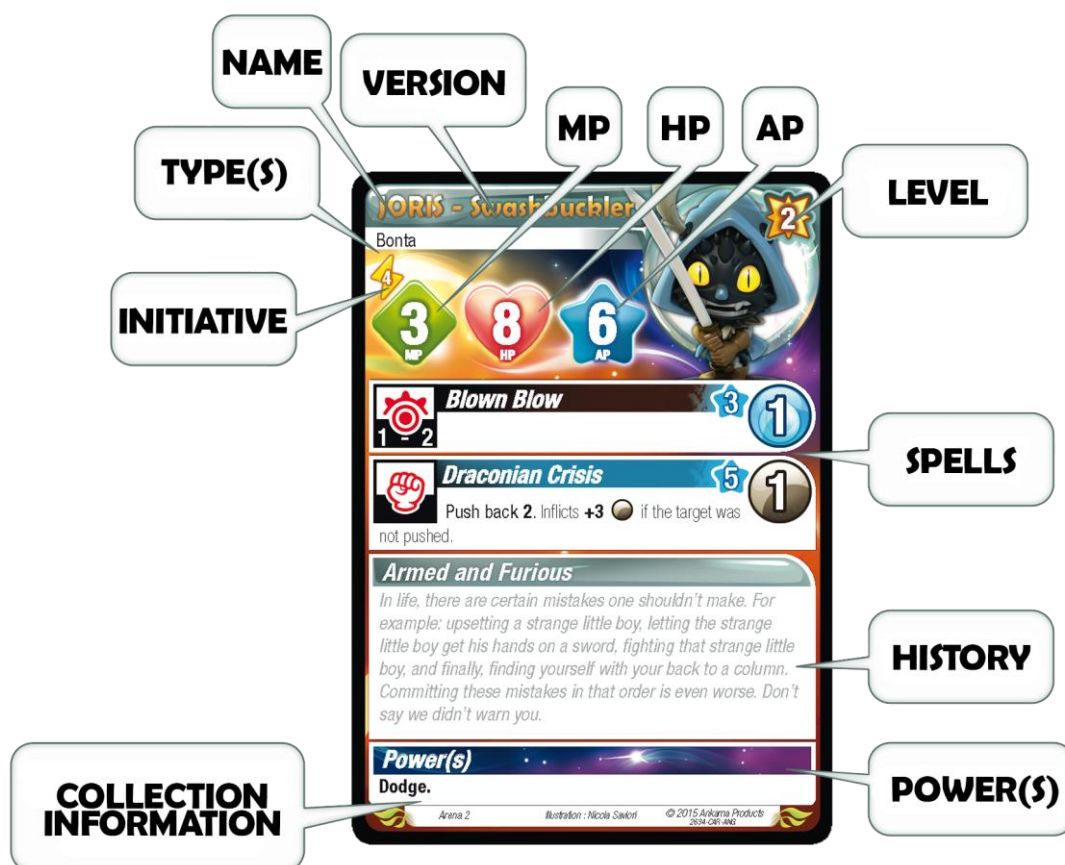 NAME
VERSION
MP
HP
AP
TYPE(S)
LEVEL
JORIS - Swashbuckler
2
Bonta
4
INITIATIVE
3
MP
8
HP
6
AP
Blown Blow
3
1
1 - 2
SPELLS
Draconian Crisis
5
1
Push back 2. Inflicts +3 if the target was
not pushed.
Armed and Furious
In life, there are certain mistakes one shouldn't make. For
example: upsetting a strange little boy, letting the strange
little boy get his hands on a sword, fighting that strange little
boy, and finally, finding yourself with your back to a column.
Committing these mistakes in that order is even worse. Don't
say we didn't warn you.
HISTORY
Power(s)
Dodge.
POWER(S)
COLLECTION
INFORMATION
Arena 2
Illustration : Nicola Saviori
© 2015 Ankama Products
2634-CAR-ANG